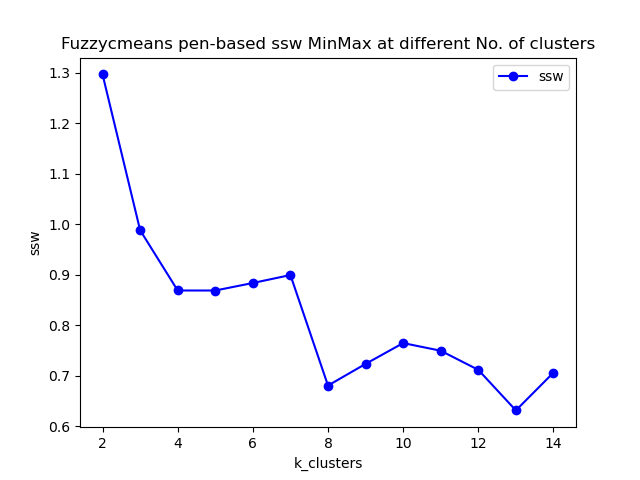 Fuzzycmeans pen-based ssw MinMax at different No. of clusters
ssw
1.3
1.2
1.1
1.0
0.9
0.8
0.7
0.6
ssw
2 4 6 8 10 12 14
k_clusters